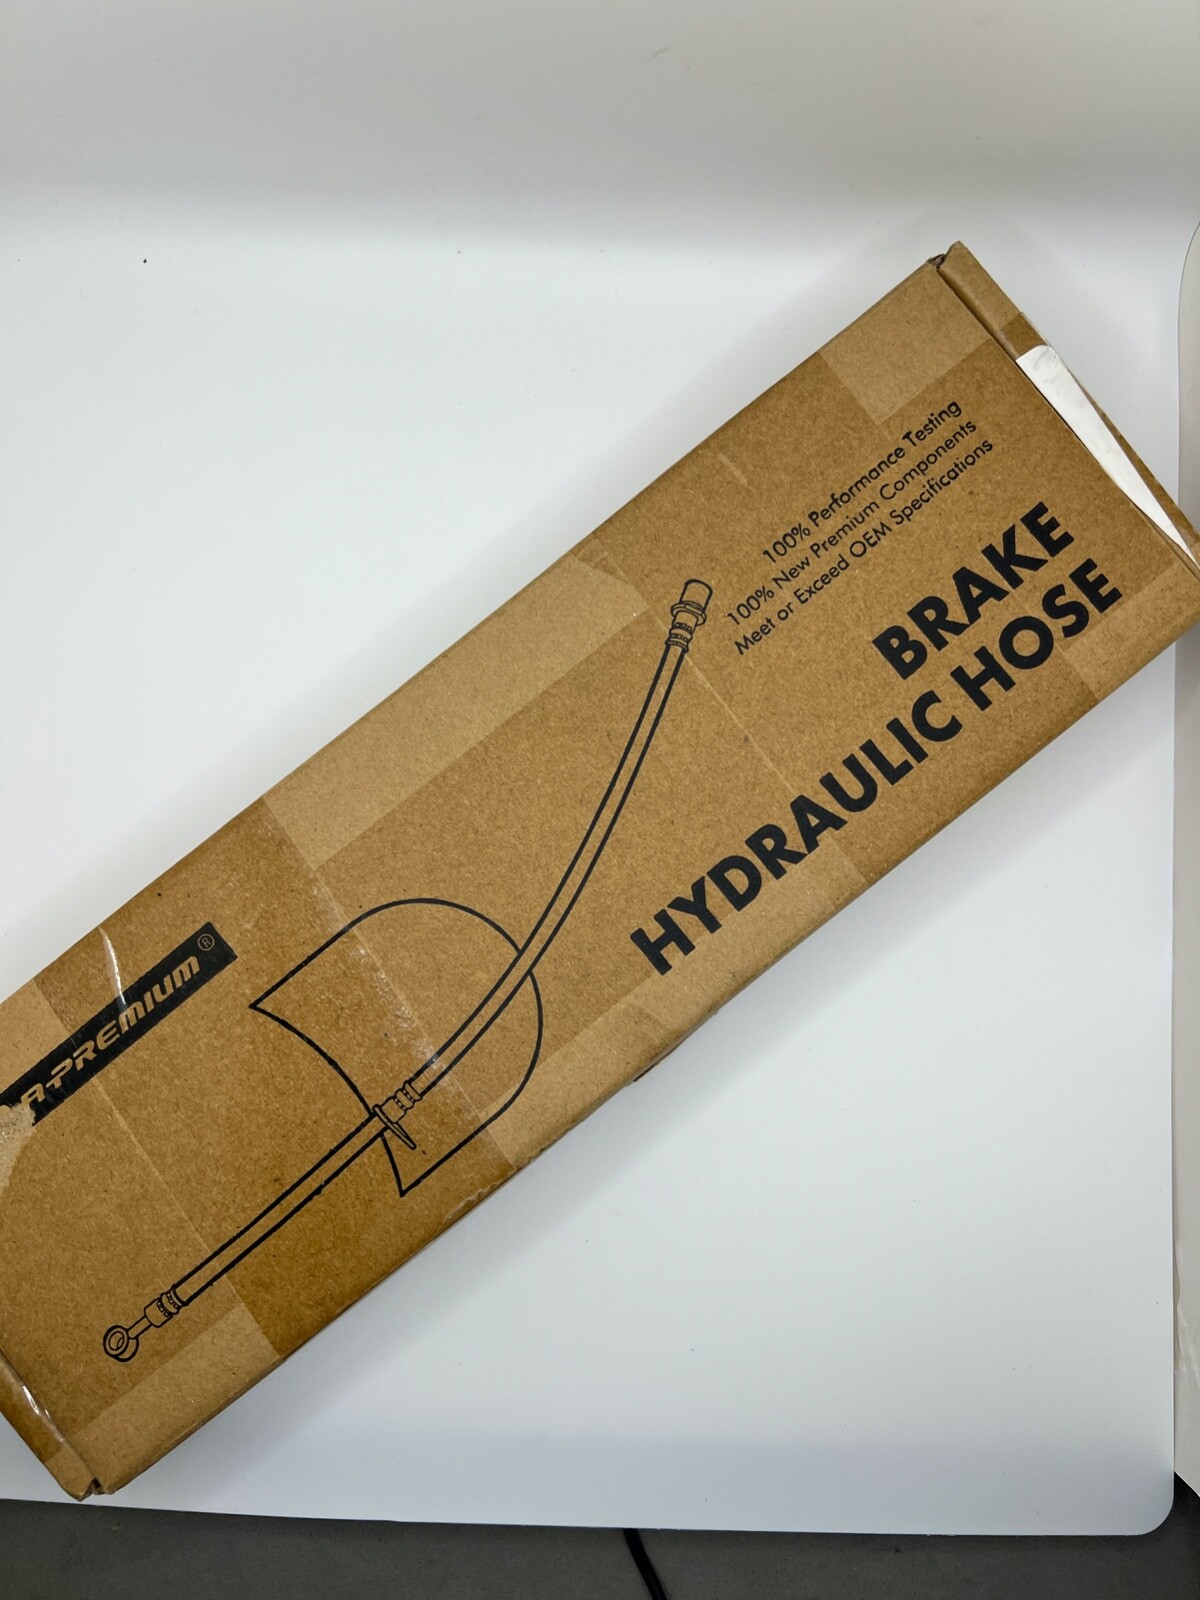 A-PREMIUM®
100% Performance Testing
100% New Premium Components
Meet or Exceed OEM Specifications
BRAKE
HYDRAULIC HOSE